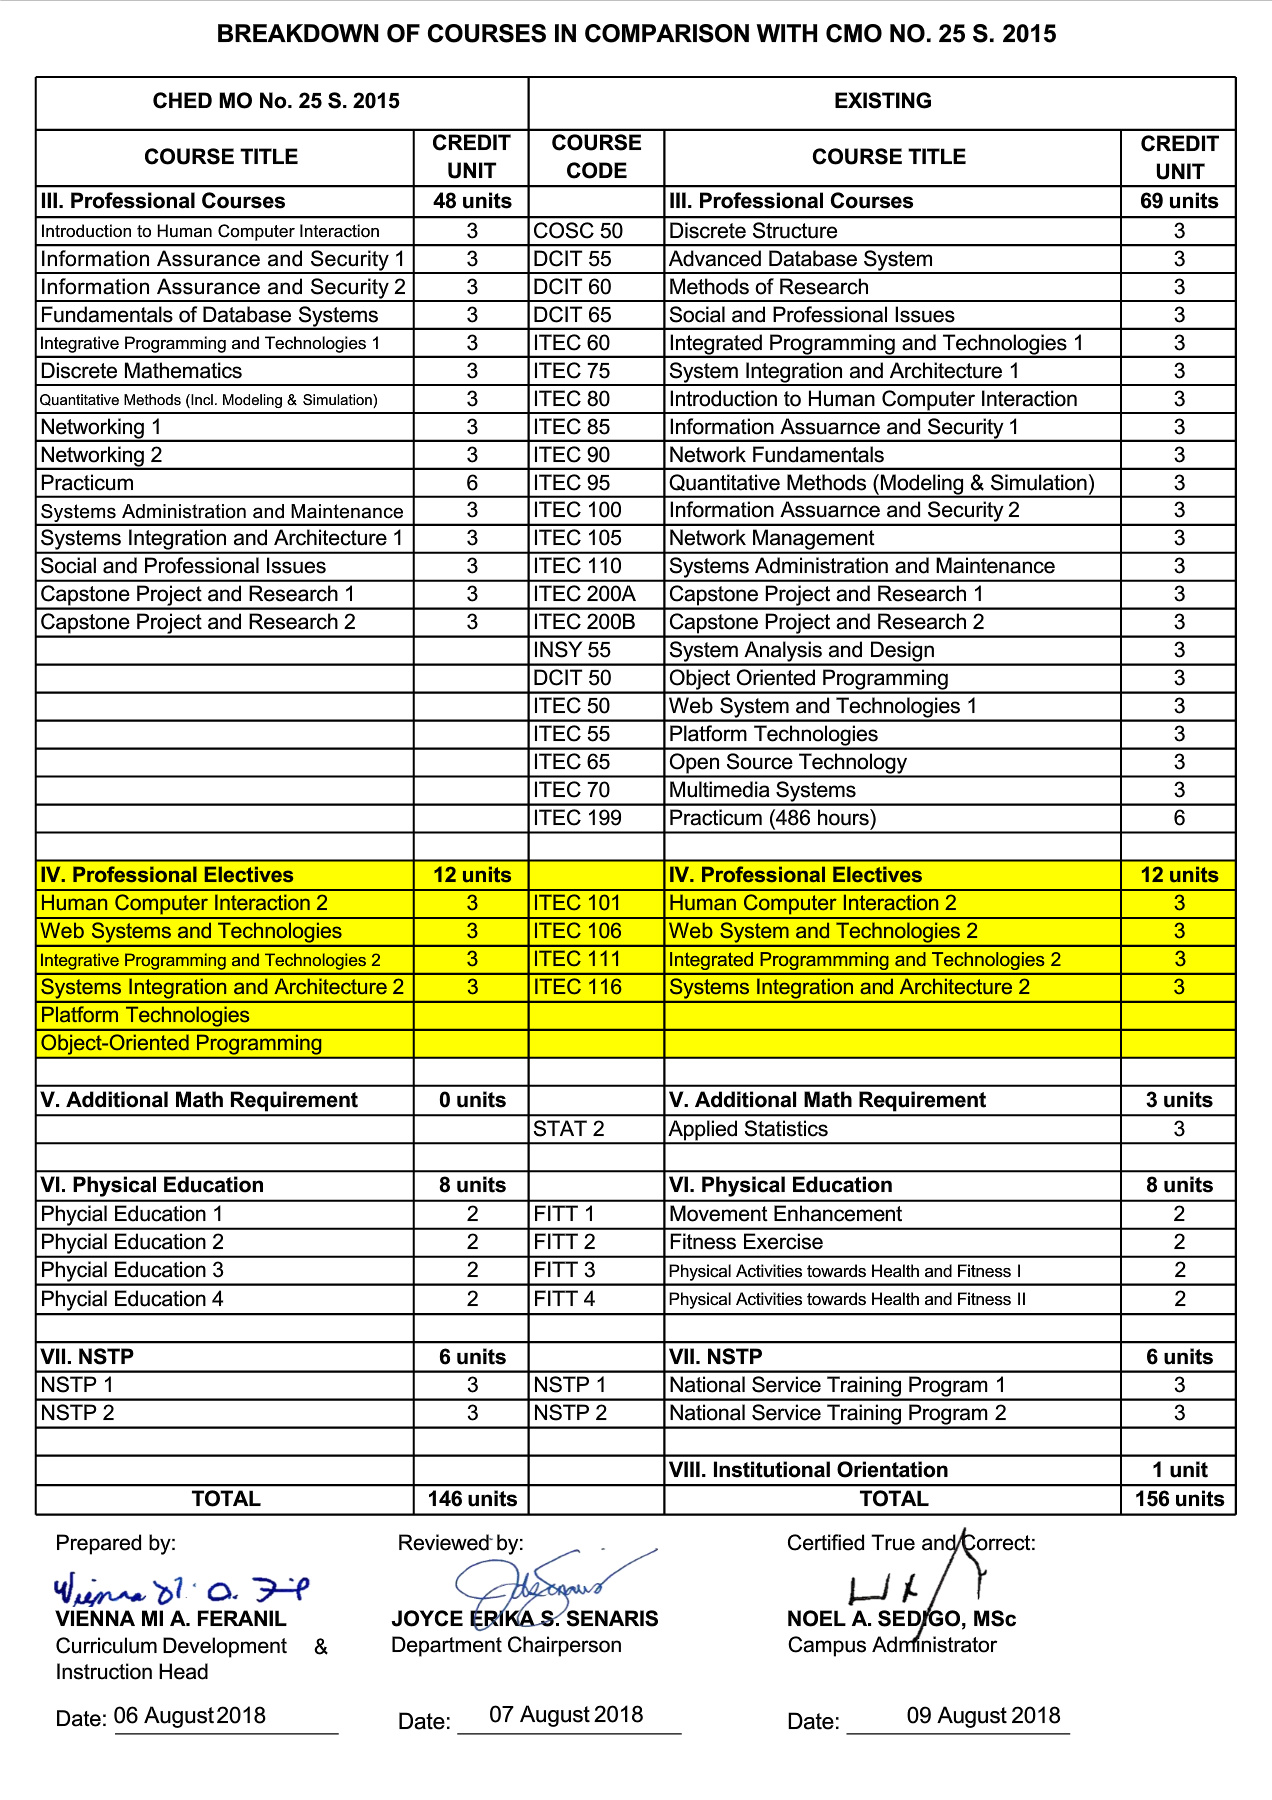 BREAKDOWN OF COURSES IN COMPARISON WITH CMO NO. 25 S. 2015
CHED MO No. 25 S. 2015 EXISTING
COURSE TITLE CREDIT UNIT COURSE CODE COURSE TITLE CREDIT UNIT
III. Professional Courses 48 units III. Professional Courses 69 units
Introduction to Human Computer Interaction 3 COSC 50 Discrete Structure 3
Information Assurance and Security 1 3 DCIT 55 Advanced Database System 3
Information Assurance and Security 2 3 DCIT 60 Methods of Research 3
Fundamentals of Database Systems 3 DCIT 65 Social and Professional Issues 3
Integrative Programming and Technologies 1 3 ITEC 60 Integrated Programming and Technologies 1 3
Discrete Mathematics 3 ITEC 75 System Integration and Architecture 1 3
Quantitative Methods (Incl. Modeling & Simulation) 3 ITEC 80 Introduction to Human Computer Interaction 3
Networking 1 3 ITEC 85 Information Assuarnce and Security 1 3
Networking 2 3 ITEC 90 Network Fundamentals 3
Practicum 6 ITEC 95 Quantitative Methods (Modeling & Simulation) 3
Systems Administration and Maintenance 3 ITEC 100 Information Assuarnce and Security 2 3
Systems Integration and Architecture 1 3 ITEC 105 Network Management 3
Social and Professional Issues 3 ITEC 110 Systems Administration and Maintenance 3
Capstone Project and Research 1 3 ITEC 200A Capstone Project and Research 1 3
Capstone Project and Research 2 3 ITEC 200B Capstone Project and Research 2 3
INSY 55 System Analysis and Design 3
DCIT 50 Object Oriented Programming 3
ITEC 50 Web System and Technologies 1 3
ITEC 55 Platform Technologies 3
ITEC 65 Open Source Technology 3
ITEC 70 Multimedia Systems 3
ITEC 199 Practicum (486 hours) 6
IV. Professional Electives 12 units IV. Professional Electives 12 units
Human Computer Interaction 2 3 ITEC 101 Human Computer Interaction 2 3
Web Systems and Technologies 3 ITEC 106 Web System and Technologies 2 3
Integrative Programming and Technologies 2 3 ITEC 111 Integrated Programmming and Technologies 2 3
Systems Integration and Architecture 2 3 ITEC 116 Systems Integration and Architecture 2 3
Platform Technologies
Object-Oriented Programming
V. Additional Math Requirement 0 units V. Additional Math Requirement 3 units
STAT 2 Applied Statistics 3
VI. Physical Education 8 units VI. Physical Education 8 units
Phycial Education 1 2 FITT 1 Movement Enhancement 2
Phycial Education 2 2 FITT 2 Fitness Exercise 2
Phycial Education 3 2 FITT 3 Physical Activities towards Health and Fitness I 2
Phycial Education 4 2 FITT 4 Physical Activities towards Health and Fitness II 2
VII. NSTP 6 units VII. NSTP 6 units
NSTP 1 3 NSTP 1 National Service Training Program 1 3
NSTP 2 3 NSTP 2 National Service Training Program 2 3
VIII. Institutional Orientation 1 unit
TOTAL 146 units TOTAL 156 units
Prepared by: Reviewed by: Certified True and Correct:
VIENNA MI A. FERANIL JOYCE ERIKA S. SENARIS NOEL A. SEDIGO, MSc
Curriculum Development & Department Chairperson Campus Administrator
Instruction Head
Date: 06 August 2018 Date: 07 August 2018 Date: 09 August 2018